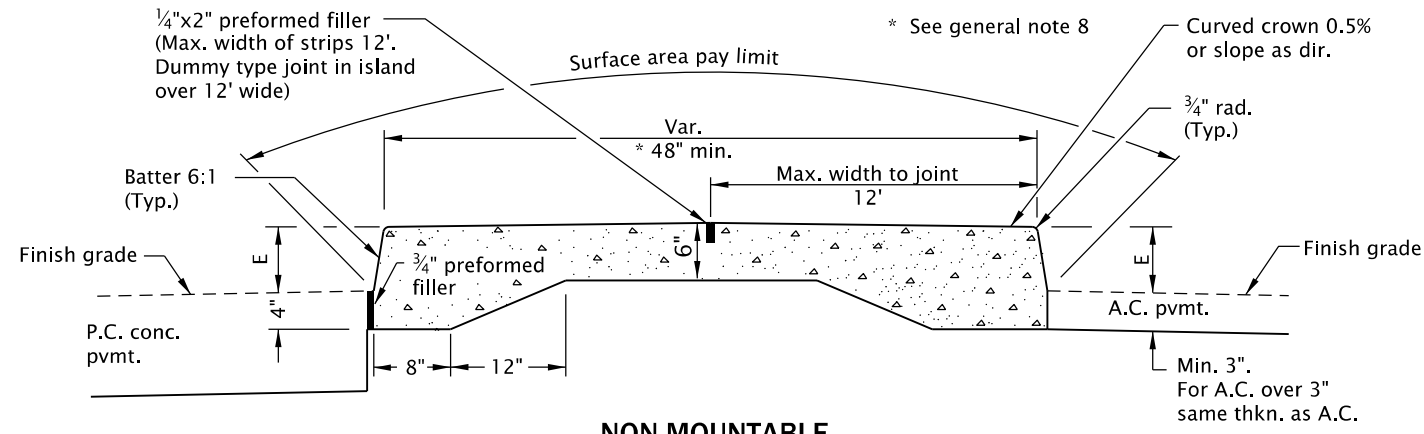 ¼"x2" preformed filler
(Max. width of strips 12'.
Dummy type joint in island
over 12' wide)
* See general note 8
Curved crown 0.5%
or slope as dir.
Surface area pay limit
¾" rad.
(Typ.)
Var.
* 48" min.
Batter 6:1
(Typ.)
Max. width to joint
12'
Finish grade
E
¾" preformed
filler
6"
E
Finish grade
4"
P.C. conc.
pvmt.
A.C. pvmt.
8"
12"
Min. 3".
For A.C. over 3"
same thkn. as A.C.
NON MOUNTABLE